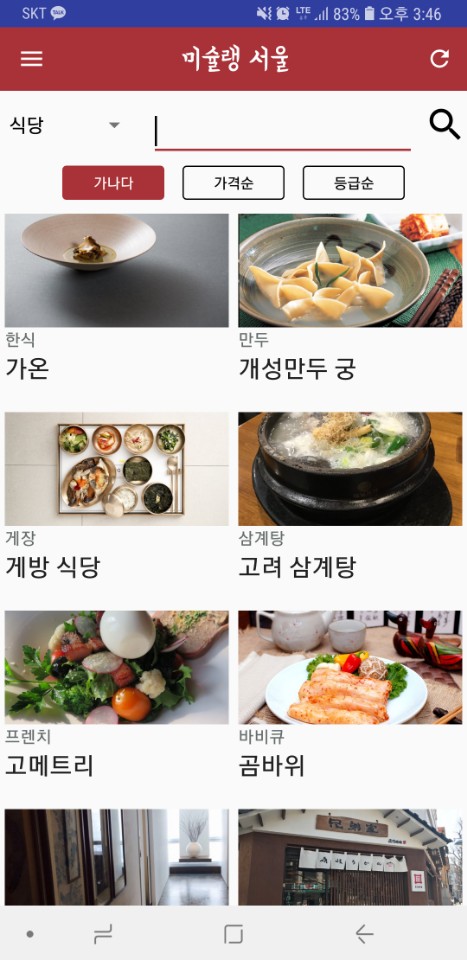 SKT TALK LTE 83% 오후 3:46
미슐랭 서울
식당
가나다 가격순 등급순
한식 만두
가온 개성만두 궁
게장 삼계탕
게방 식당 고려 삼계탕
프렌치 바비큐
고메트리 곰바위